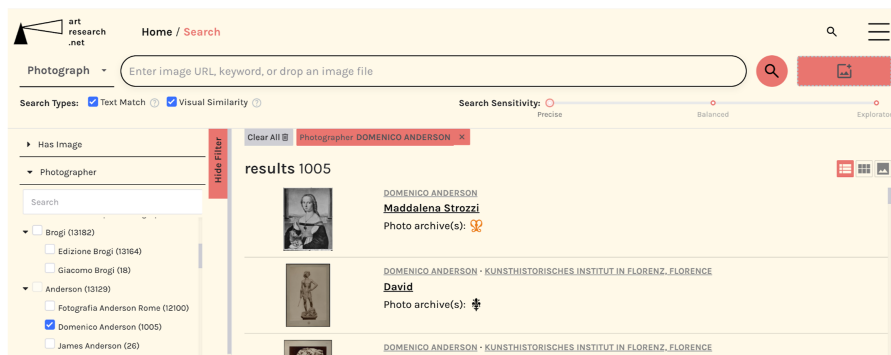 art
research
.net
Home / Search
Photograph
Enter image URL, keyword, or drop an image file
Search Types: Text Match ? Visual Similarity ?
Search Sensitivity:
Precise
Balanced
Explorator
Has Image
Photographer
Search
Brogi (13182)
Edizione Brogi (13164)
Giacomo Brogi (18)
Anderson (13129)
Fotografia Anderson Rome (12100)
Domenico Anderson (1005)
James Anderson (26)
Hide Filter
Clear All
Photographer DOMENICO ANDERSON ×
results 1005
DOMENICO ANDERSON
Maddalena Strozzi
Photo archive(s):
DOMENICO ANDERSON · KUNSTHISTORISCHES INSTITUT IN FLORENZ, FLORENCE
David
Photo archive(s):
DOMENICO ANDERSON · KUNSTHISTORISCHES INSTITUT IN FLORENZ, FLORENCE